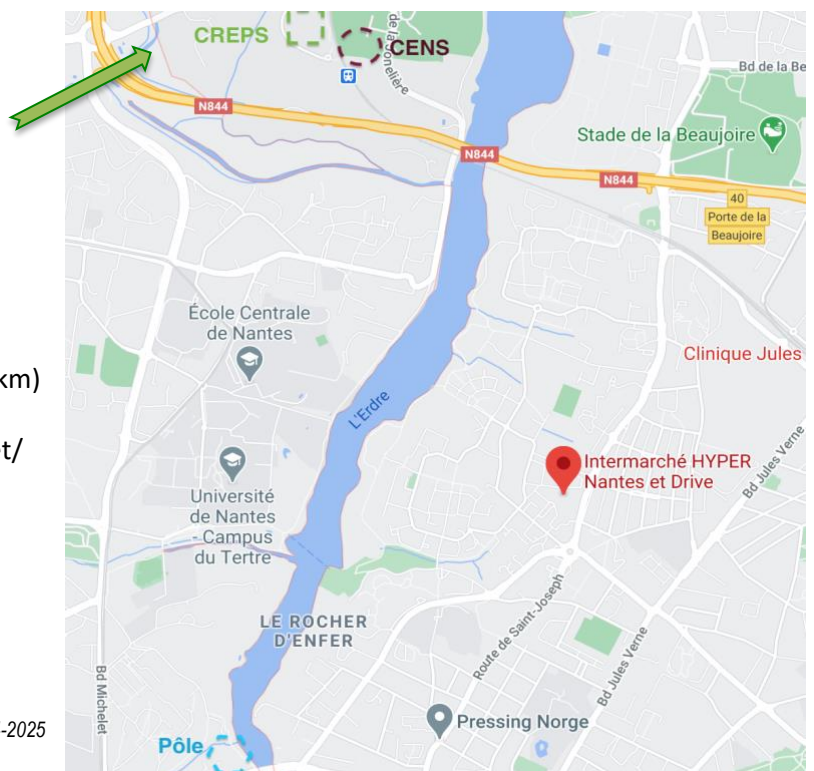 CREPS
CENS
de la Jonelière
Bd de la Be
N844
Stade de la Beaujoire
N844
N844
40
Porte de la
Beaujoire
École Centrale
de Nantes
Clinique Jules
km)
L'Erdre
t/
Intermarché HYPER
Nantes et Drive
Bd Jules Verne
Université
de Nantes
- Campus
du Tertre
LE ROCHER
D'ENFER
Route de Saint-Joseph
Bd Jules Verne
Bd Michelet
Pressing Norge
-2025
Pôle